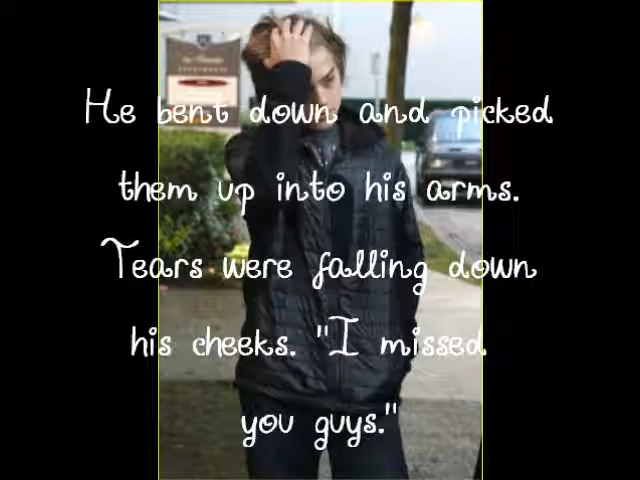 He bent down and picked
them up into his arms.
Tears were falling down
his cheeks. "I missed
you guys."